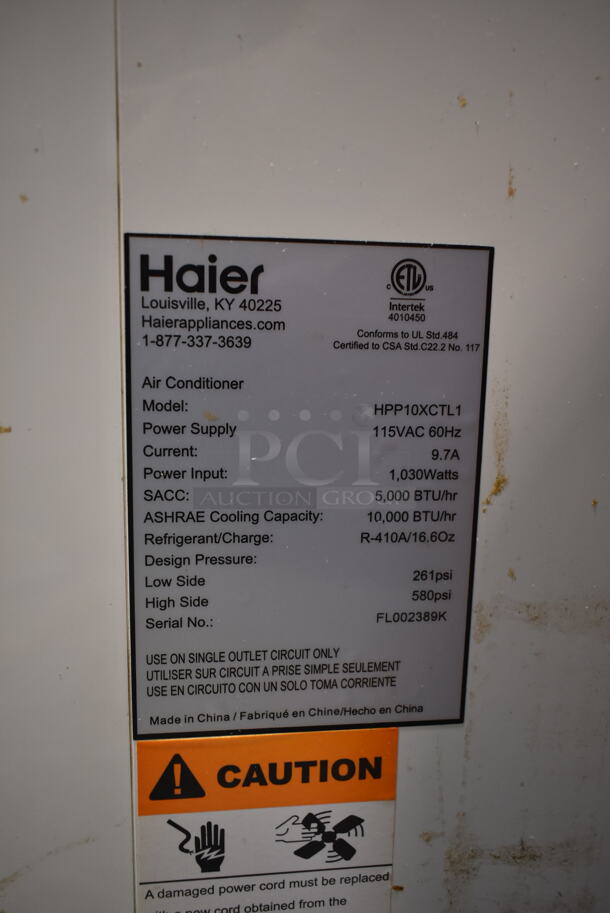 Haier
Louisville, KY 40225
Haierappliances.com
1-877-337-3639
C ETL US
Intertek
4010450
Conforms to UL Std.484
Certified to CSA Std.C22.2 No. 117
Air Conditioner
Model: HPP10XCTL1
Power Supply 115VAC 60Hz
Current: 9.7A
Power Input: 1,030Watts
SACC: 5,000 BTU/hr
ASHRAE Cooling Capacity: 10,000 BTU/hr
Refrigerant/Charge: R-410A/16,6Oz
Design Pressure:
Low Side 261psi
High Side 580psi
Serial No.: FL002389K
PCI
AUCTION GROUP
USE ON SINGLE OUTLET CIRCUIT ONLY
UTILISER SUR CIRCUIT A PRISE SIMPLE SEULEMENT
USE EN CIRCUITO CON UN SOLO TOMA CORRIENTE
Made in China / Fabriqué en Chine/Hecho en China
CAUTION
A damaged power cord must be replaced
with a new cord obtained from the